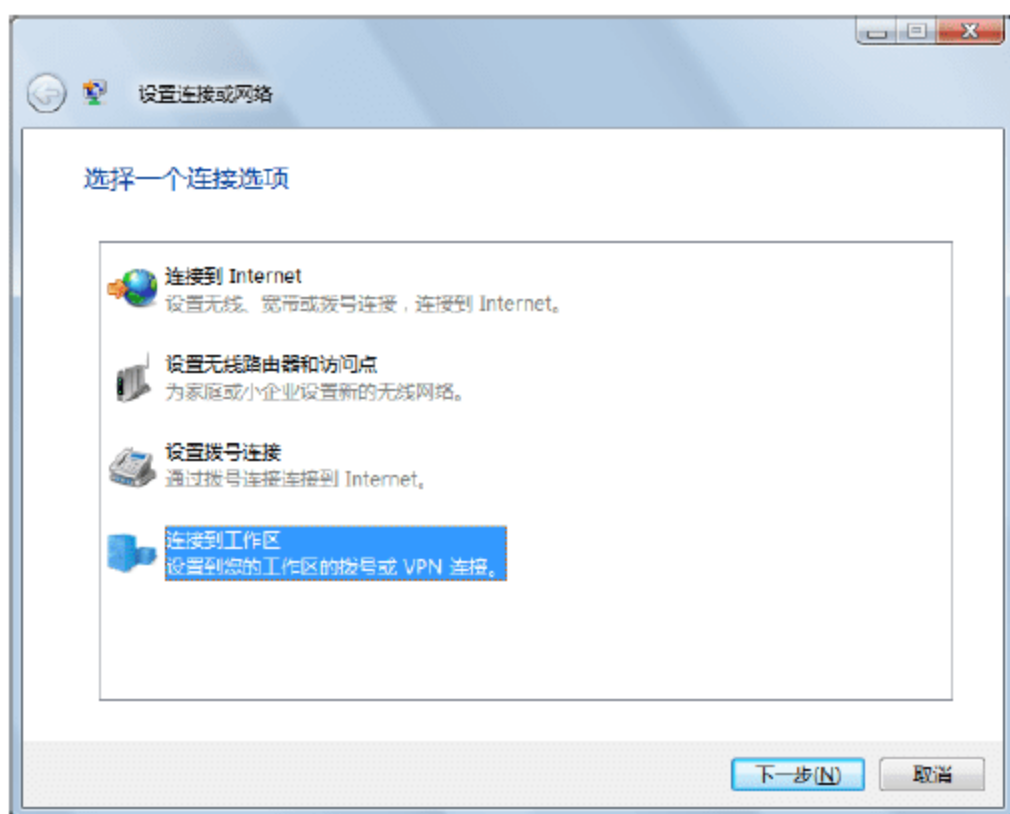 设置连接或网络
选择一个连接选项
连接到 Internet
设置无线、宽带或拨号连接，连接到 Internet。
设置无线路由器和访问点
为家庭或小企业设置新的无线网络。
设置拨号连接
通过拨号连接连接到 Internet。
连接到工作区
设置到您的工作区的拨号或 VPN 连接。
下一步(N)
取消